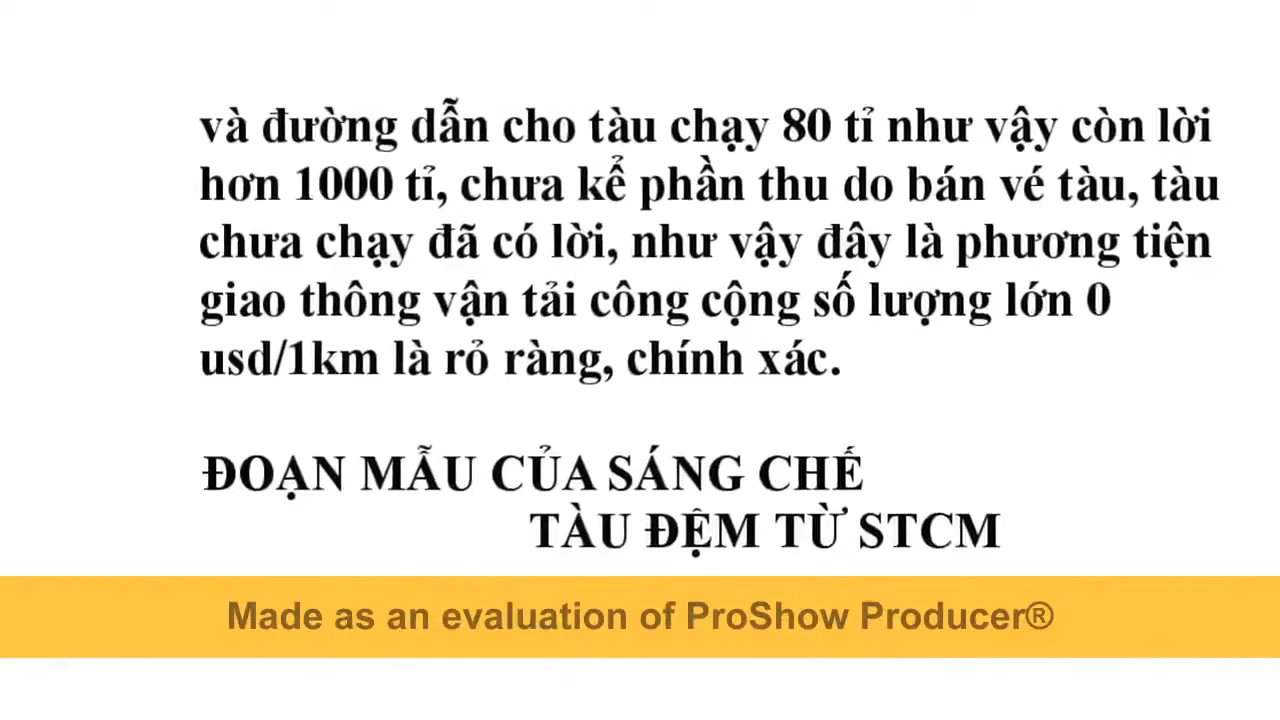 và đường dẫn cho tàu chạy 80 tỉ như vậy còn lời
hơn 1000 tỉ, chưa kể phần thu do bán vé tàu, tàu
chưa chạy đã có lời, như vậy đây là phương tiện
giao thông vận tải công cộng số lượng lớn 0
usd/1km là rỏ ràng, chính xác.
ĐOẠN MẪU CỦA SÁNG CHẾ
TÀU ĐỆM TỪ STCM
Made as an evaluation of ProShow Producer®